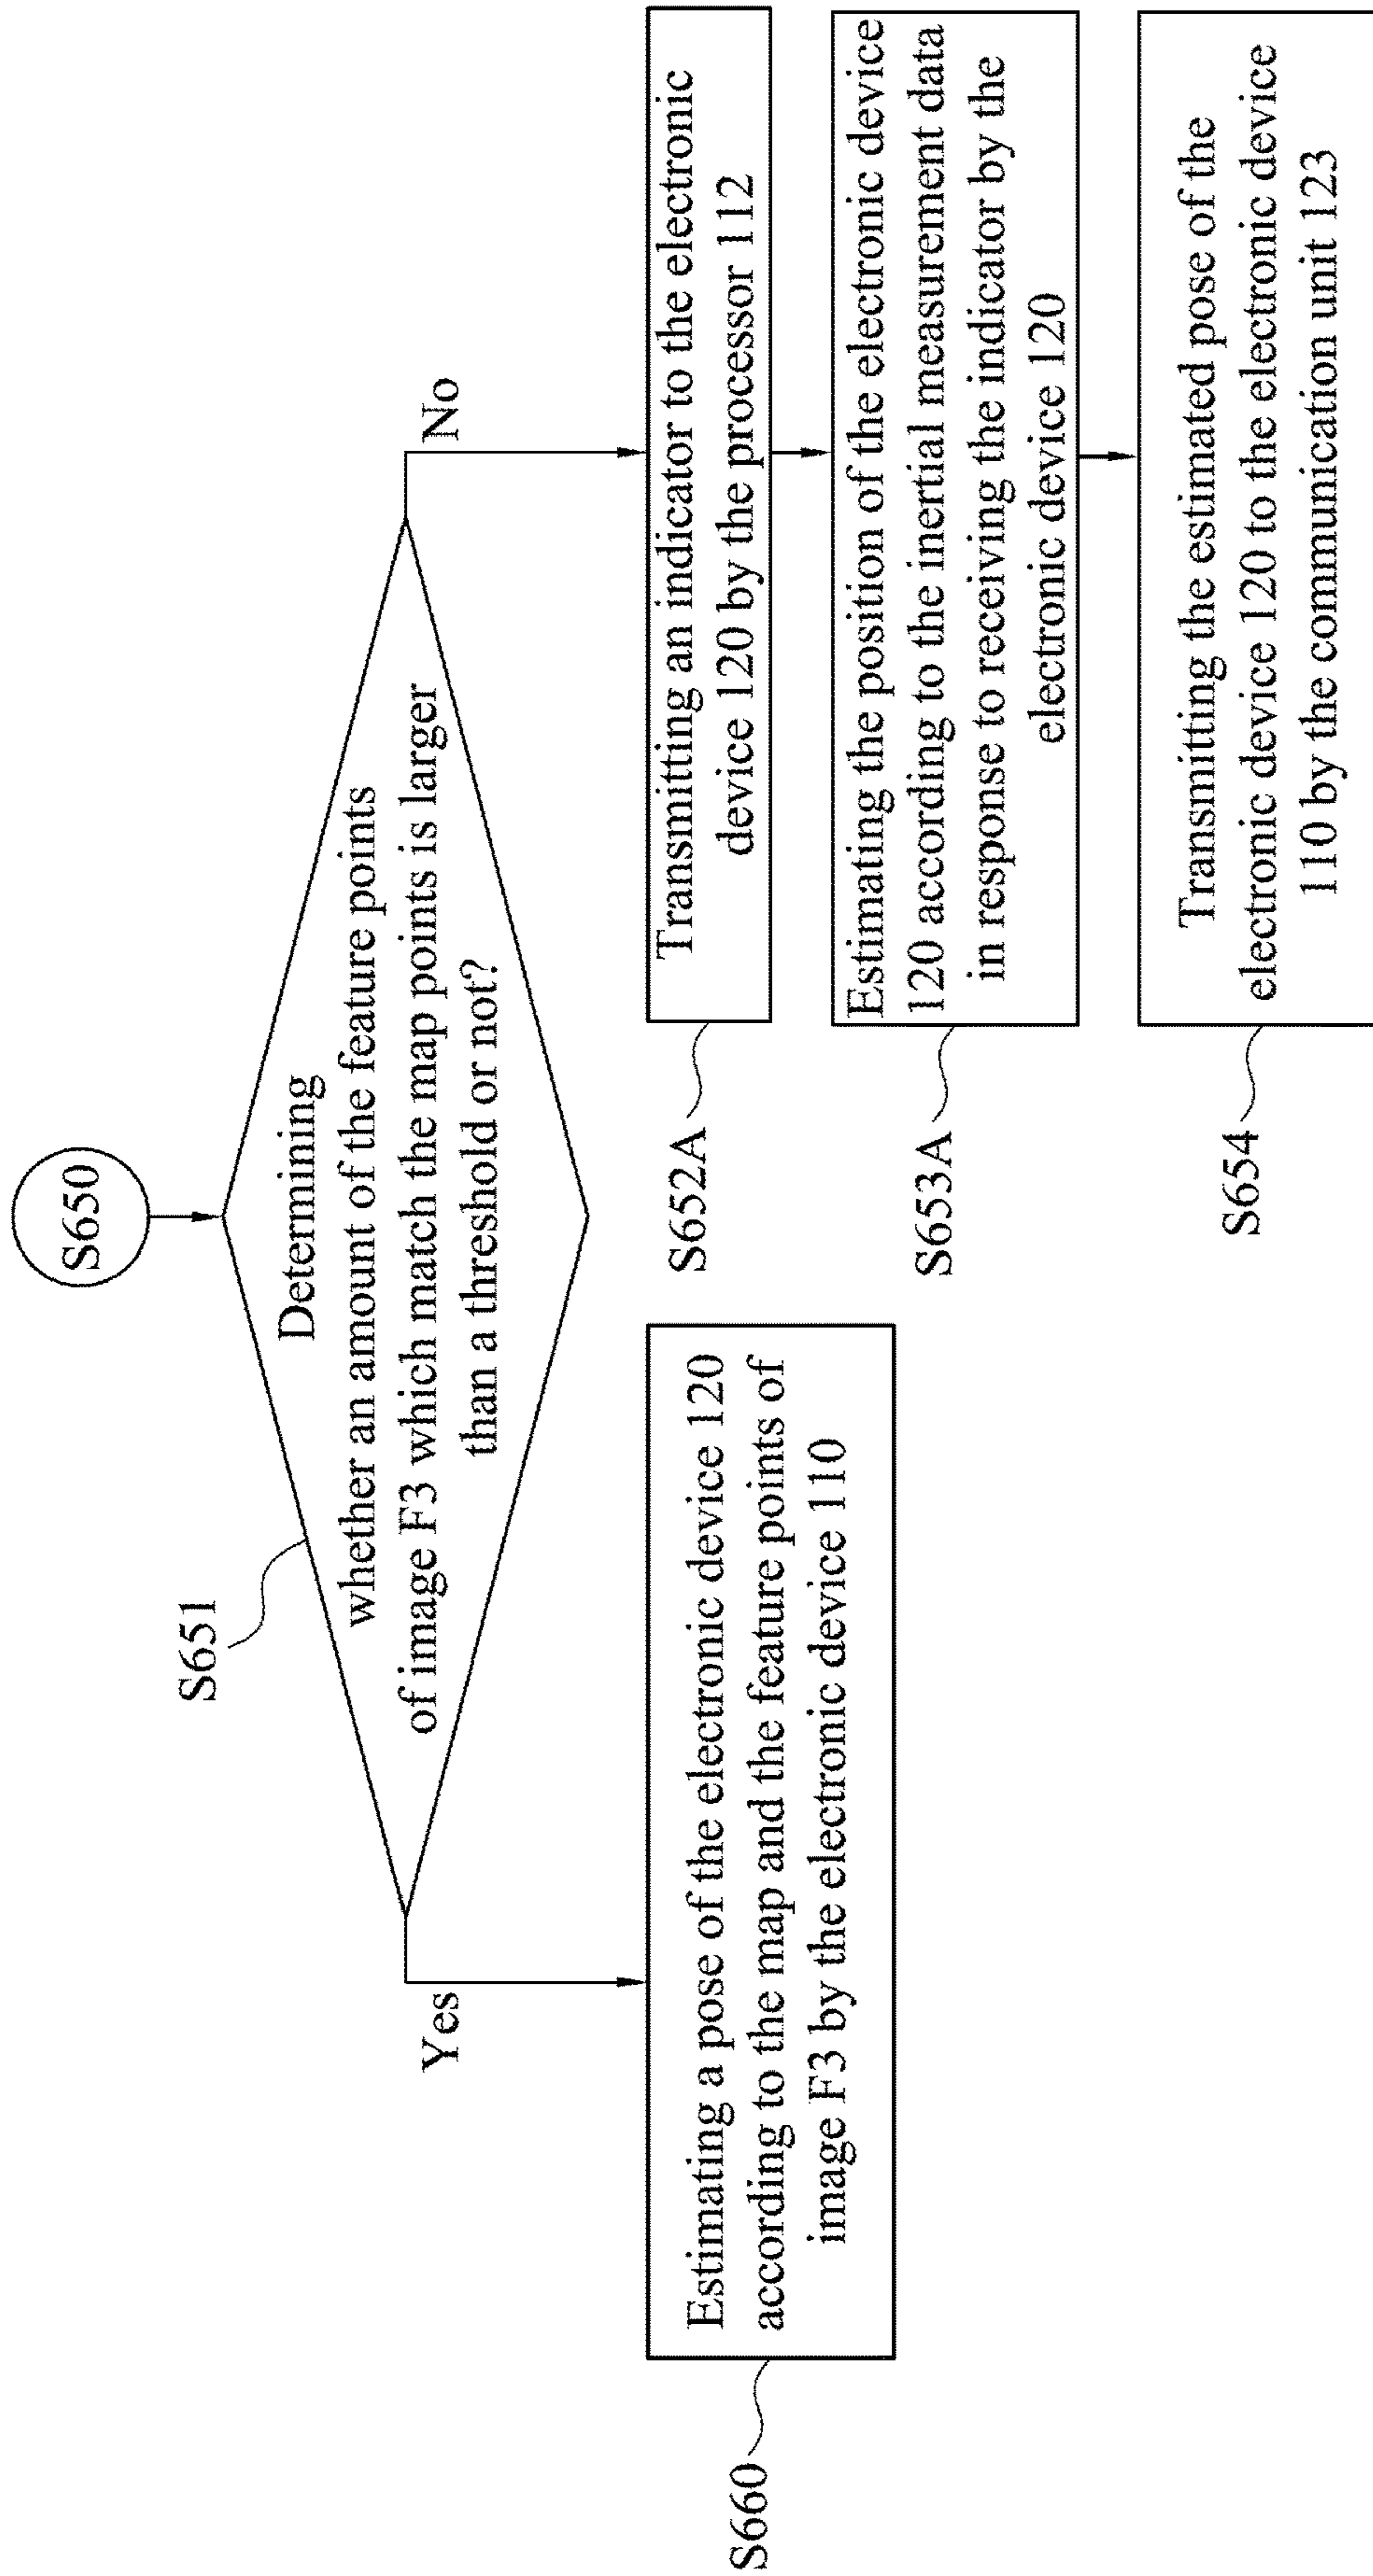 S650
S651
Determining
whether an amount of the feature points
of image F3 which match the map points is larger
than a threshold or not?
Yes
No
S660
Estimating a pose of the electronic device 120
according to the map and the feature points of
image F3 by the electronic device 110
S652A
Transmitting an indicator to the electronic
device 120 by the processor 112
S653A
Estimating the position of the electronic device
120 according to the inertial measurement data
in response to receiving the indicator by the
electronic device 120
S654
Transmitting the estimated pose of the
electronic device 120 to the electronic device
110 by the communication unit 123